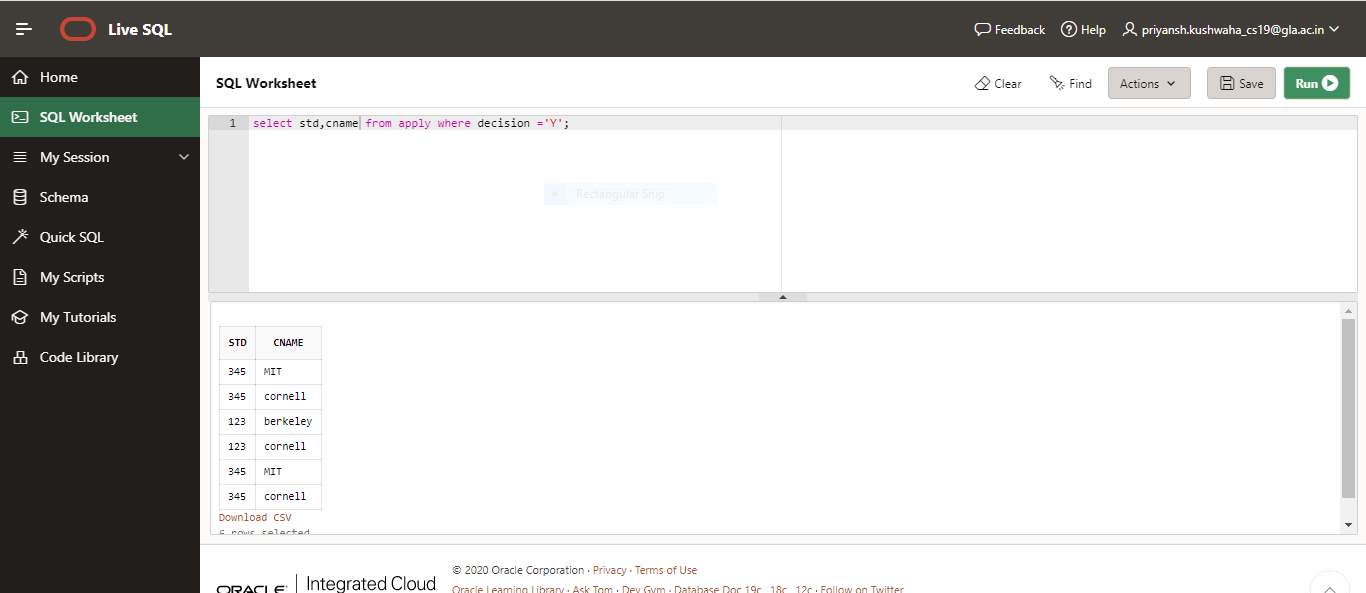 Live SQL
Feedback
Help
priyansh.kushwaha_cs19@gla.ac.in
Home
SQL Worksheet
My Session
Schema
Quick SQL
My Scripts
My Tutorials
Code Library
SQL Worksheet
Clear
Find
Actions
Save
Run
1 select std,cname from apply where decision ='Y';
Rectangular Snip
STD CNAME
345 MIT
345 cornell
123 berkeley
123 cornell
345 MIT
345 cornell
Download CSV
6 rows selected
ORACLE | Integrated Cloud
© 2020 Oracle Corporation · Privacy · Terms of Use
Oracle Learning Library · Ask Tom · Dev Gym · Database Doc 19c, 18c, 12c · Follow on Twitter